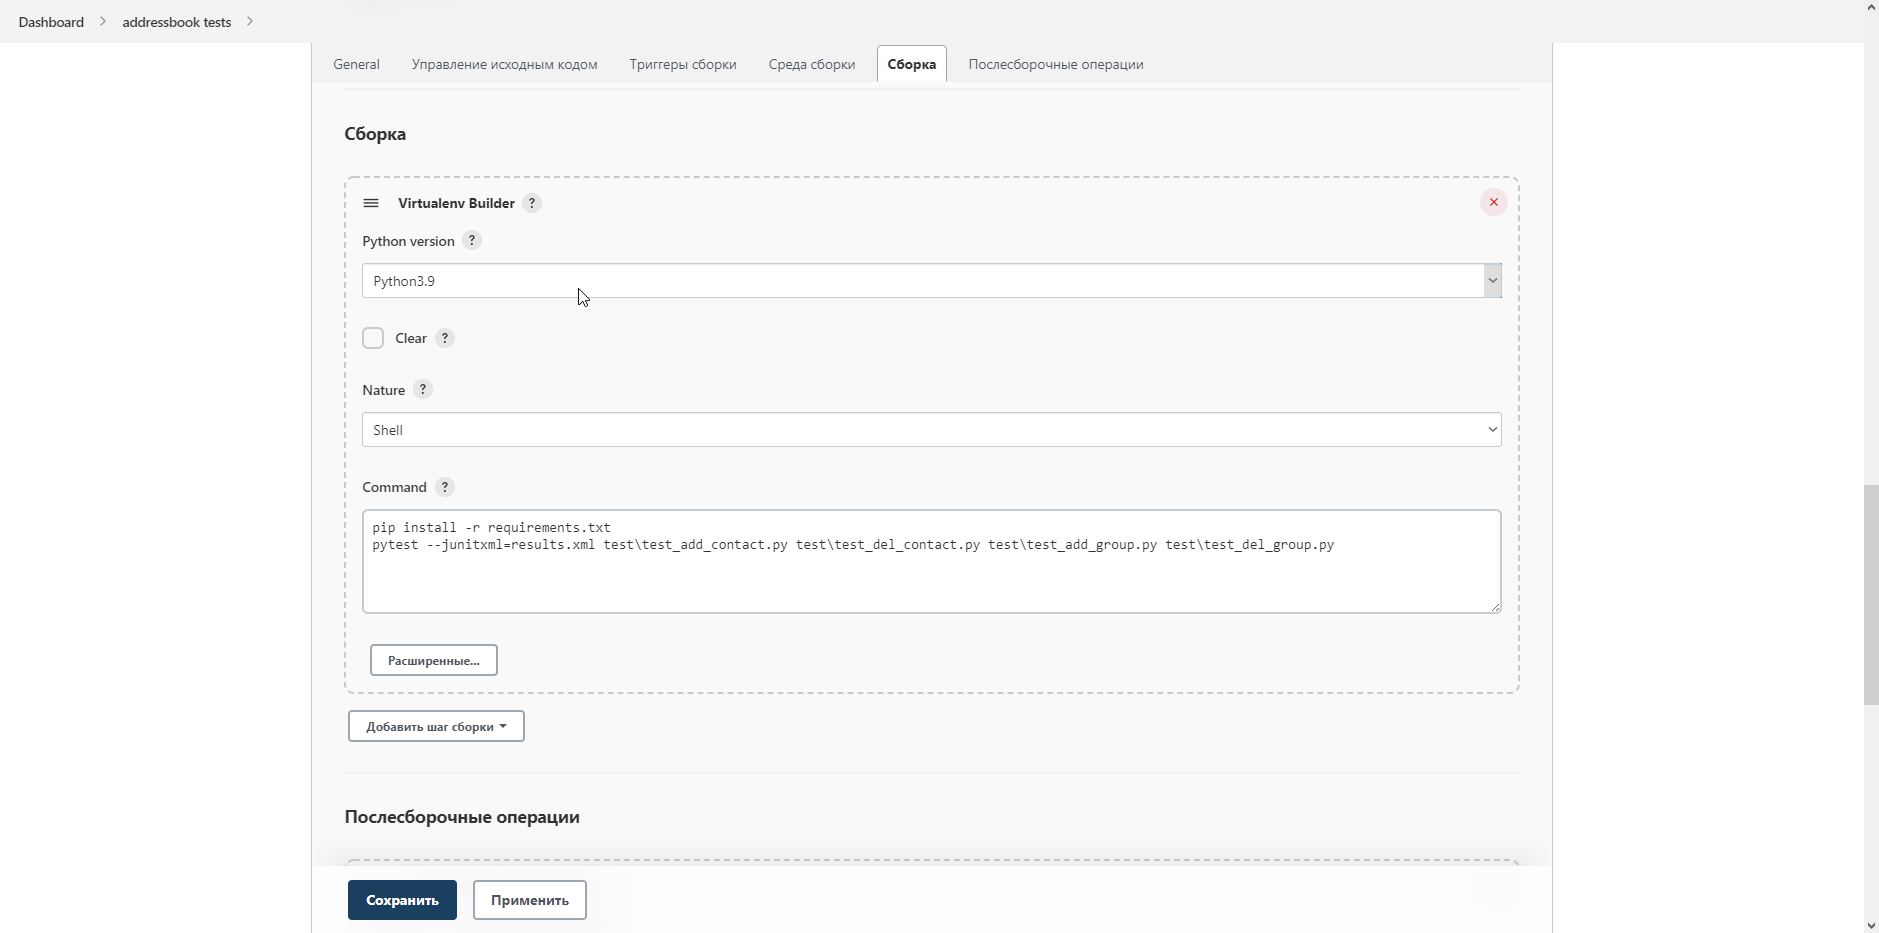 Dashboard
addressbook tests
General
Управление исходным кодом
Триггеры сборки
Среда сборки
Сборка
Послесборочные операции
Сборка
Virtualenv Builder ?
Python version ?
Python3.9
Clear ?
Nature ?
Shell
Command ?
pip install -r requirements.txt
pytest --junitxml=results.xml test\test_add_contact.py test\test_del_contact.py test\test_add_group.py test\test_del_group.py
Расширенные...
Добавить шаг сборки
Послесборочные операции
Сохранить
Применить